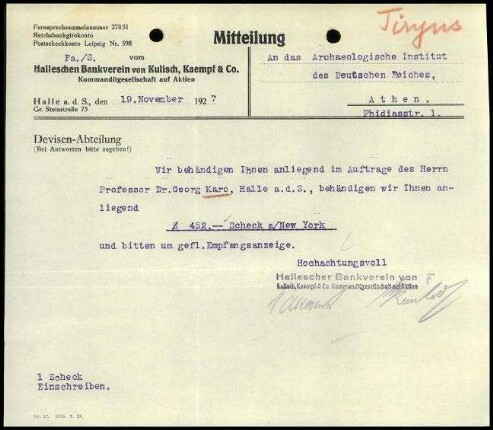 Fernsprechsammelnummer 27851
Reichsbankgirokonto
Postscheckkonto Leipzig Nr. 598
Tiryns
Mitteilung
Fa./S. vom
Halleschen Bankverein von Kulisch, Kaempf & Co.
Kommanditgesellschaft auf Aktien
An das Archaeologische Institut
des Deutschen Reiches,
Athen.
Phidiasstr. 1.
Halle a.d.S., den 19.November 1927
Gr. Steinstraße 75
Devisen-Abteilung
(Bei Antworten bitte angeben!)
Wir behändigen Ihnen anliegend im Auftrage des Herrn
Professor Dr.Georg Karo, Halle a.d.S., behändigen wir Ihnen an-
liegend
$ 452.-- Scheck a/New York
und bitten um gefl.Empfangsanzeige.
Hochachtungsvoll
Hallescher Bankverein von
Kulisch, Kaempf & Co. Kommanditgesellschaft auf Aktien
1 Scheck
Einschreiben.